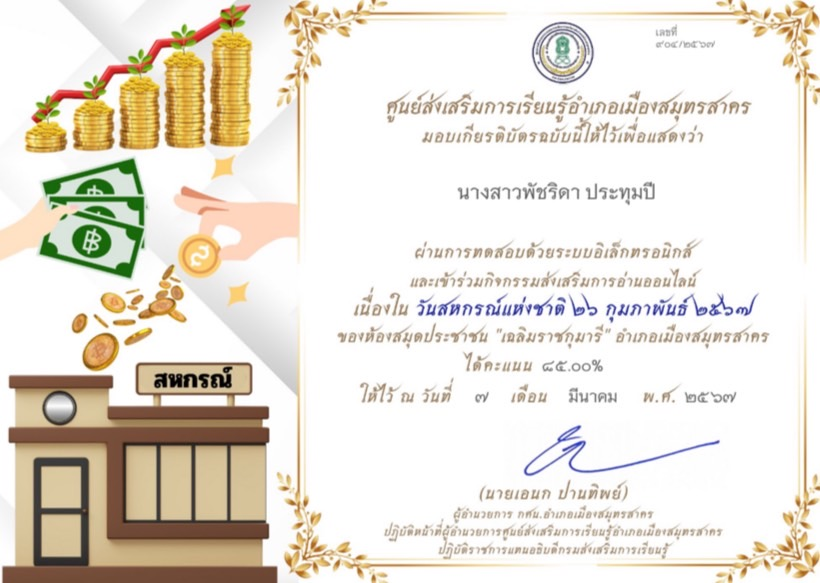 เลขที่
๙๐๔/๒๕๖๗
ศูนย์ส่งเสริมการเรียนรู้อำเภอเมืองสมุทรสาคร
มอบเกียรติบัตรฉบับนี้ให้ไว้เพื่อแสดงว่า
นางสาวพัชริดา ประทุมปี
ผ่านการทดสอบด้วยระบบอิเล็กทรอนิกส์
และเข้าร่วมกิจกรรมส่งเสริมการอ่านออนไลน์
เนื่องใน วันสหกรณ์แห่งชาติ ๒๖ กุมภาพันธ์ ๒๕๖๗
ของห้องสมุดประชาชน "เฉลิมราชกุมารี" อำเภอเมืองสมุทรสาคร
ได้คะแนน ๘๕.๐๐%
ให้ไว้ ณ วันที่ ๗ เดือน มีนาคม พ.ศ. ๒๕๖๗
(นายเอนก ปานทิพย์)
ผู้อำนวยการ กศน.อำเภอเมืองสมุทรสาคร
ปฏิบัติหน้าที่ผู้อำนวยการศูนย์ส่งเสริมการเรียนรู้อำเภอเมืองสมุทรสาคร
ปฏิบัติราชการแทนอธิบดีกรมส่งเสริมการเรียนรู้
สหกรณ์